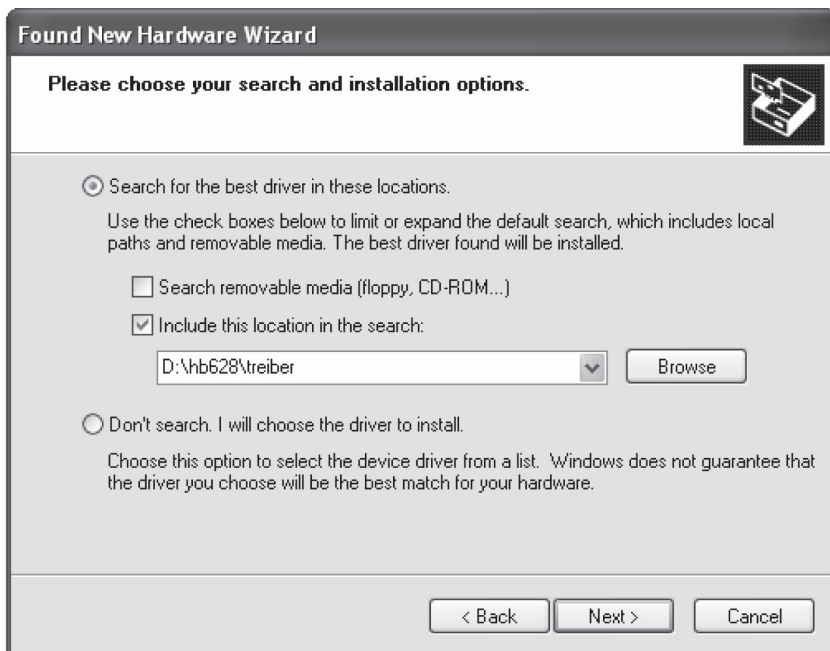 Found New Hardware Wizard
Please choose your search and installation options.
Search for the best driver in these locations.
Use the check boxes below to limit or expand the default search, which includes local
paths and removable media. The best driver found will be installed.
Search removable media (floppy, CD-ROM...)
Include this location in the search:
D:\hb628\treiber
Browse
Don't search. I will choose the driver to install.
Choose this option to select the device driver from a list. Windows does not guarantee that
the driver you choose will be the best match for your hardware.
< Back Next > Cancel